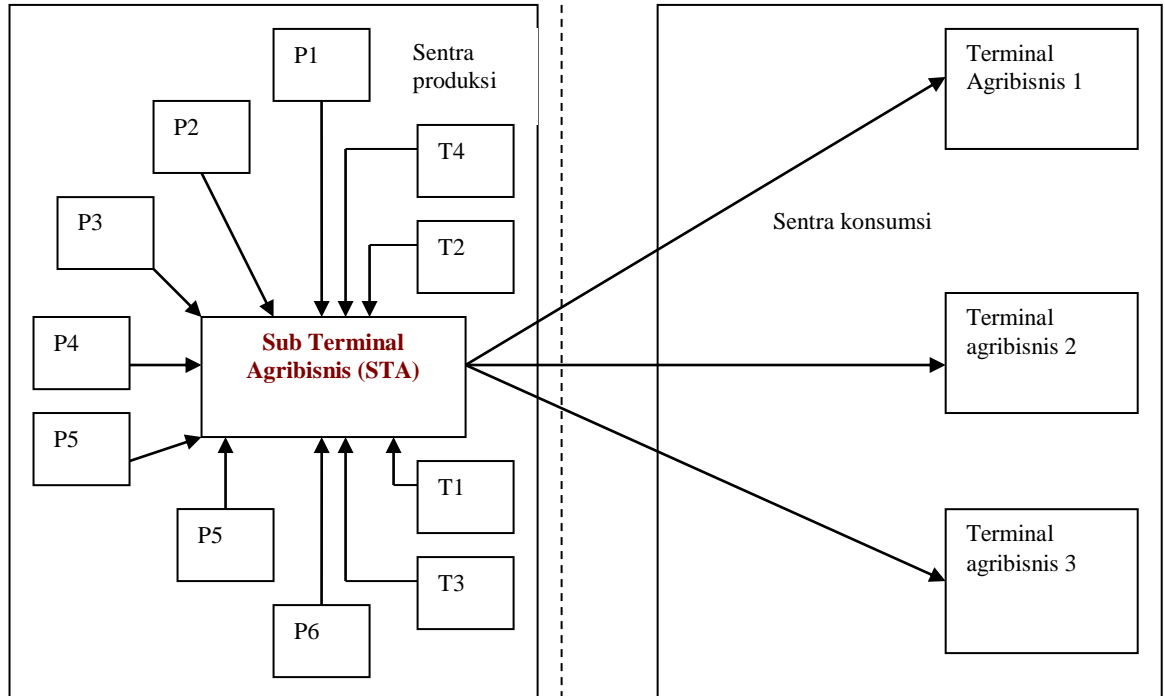 P1
Sentra
produksi
P2
T4
P3
T2
P4
Sub Terminal
Agribisnis (STA)
P5
T1
P5
T3
P6
Terminal
Agribisnis 1
Sentra konsumsi
Terminal
agribisnis 2
Terminal
agribisnis 3